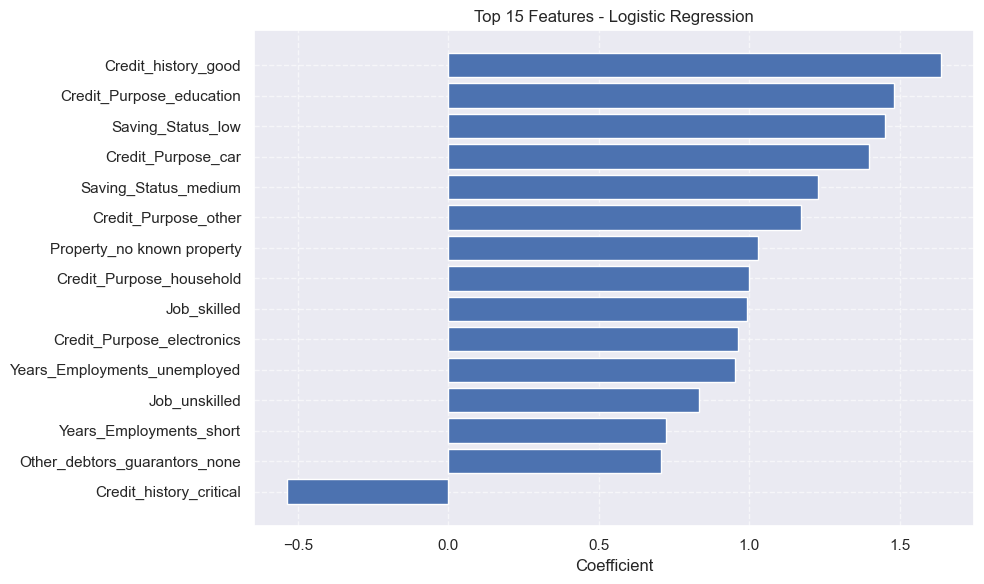 Top 15 Features - Logistic Regression
Credit_history_good
Credit_Purpose_education
Saving_Status_low
Credit_Purpose_car
Saving_Status_medium
Credit_Purpose_other
Property_no known property
Credit_Purpose_household
Job_skilled
Credit_Purpose_electronics
Years_Employments_unemployed
Job_unskilled
Years_Employments_short
Other_debtors_guarantors_none
Credit_history_critical
−0.5 0.0 0.5 1.0 1.5
Coefficient